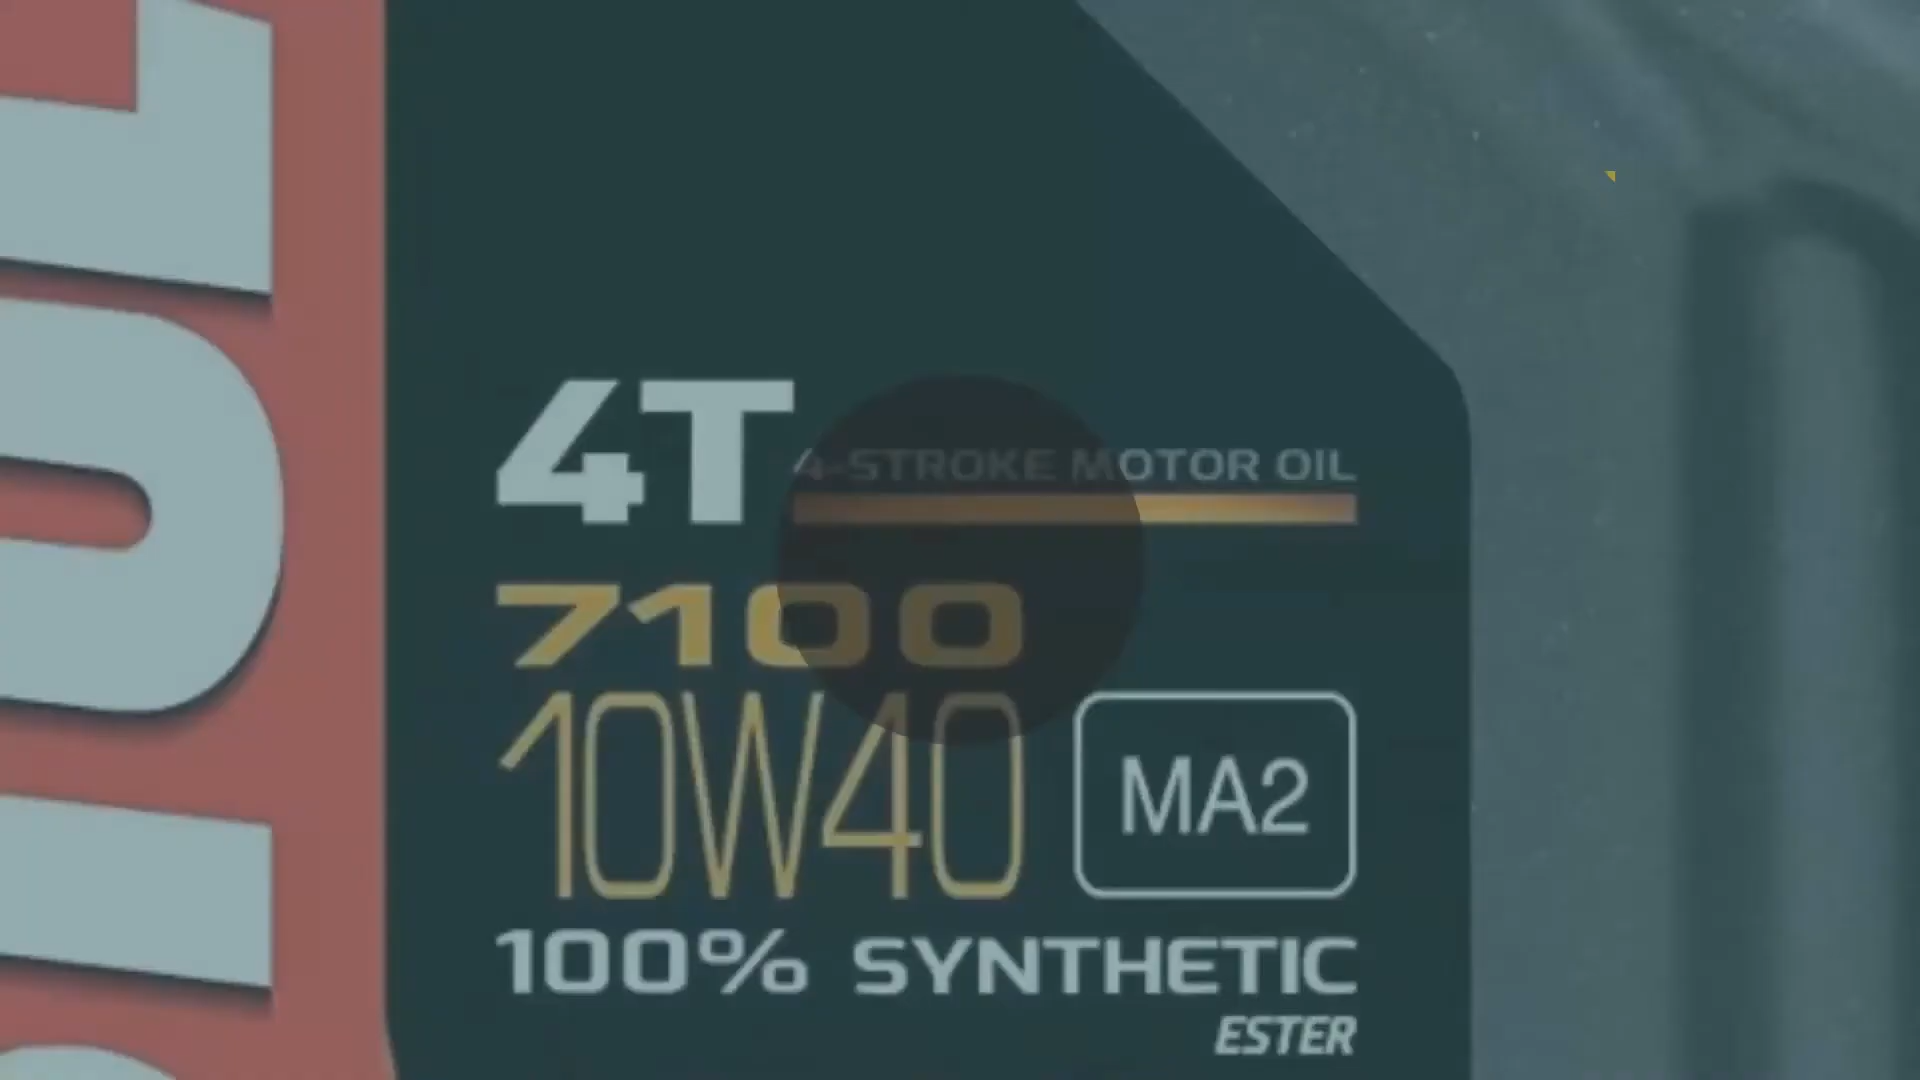 4T 4-STROKE MOTOR OIL
7100
10W40 MA2
100% SYNTHETIC
ESTER